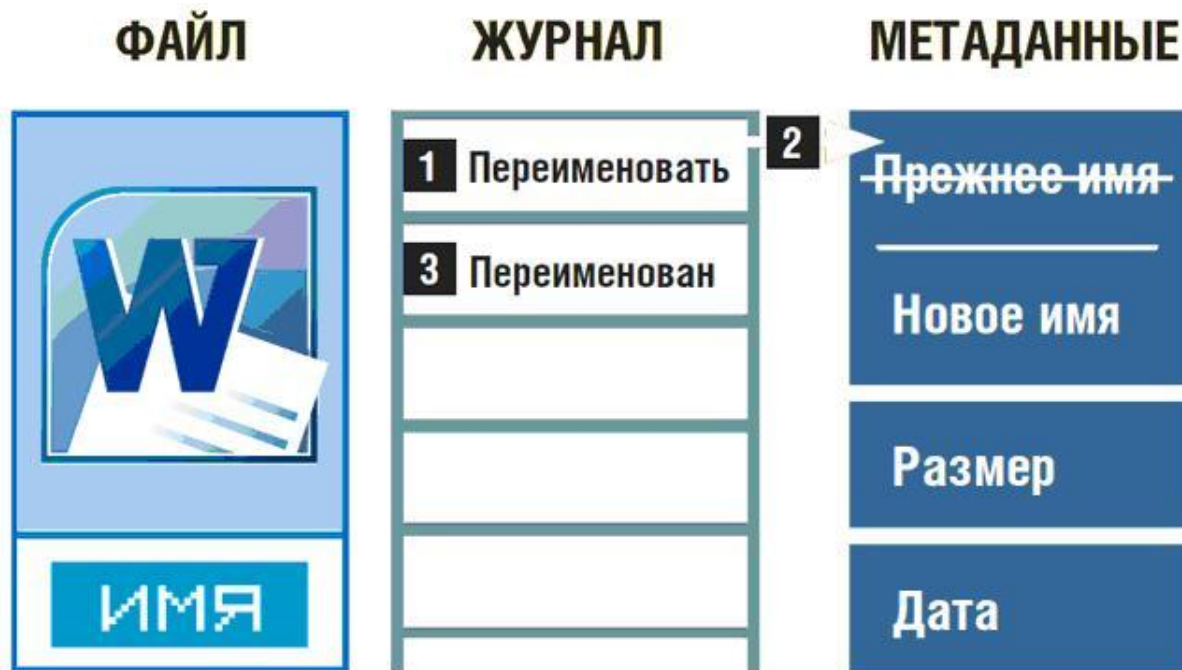 ФАЙЛ
ЖУРНАЛ
МЕТАДАННЫЕ
W
ИМЯ
1 Переименовать
2
3 Переименован
Прежнее имя
Новое имя
Размер
Дата